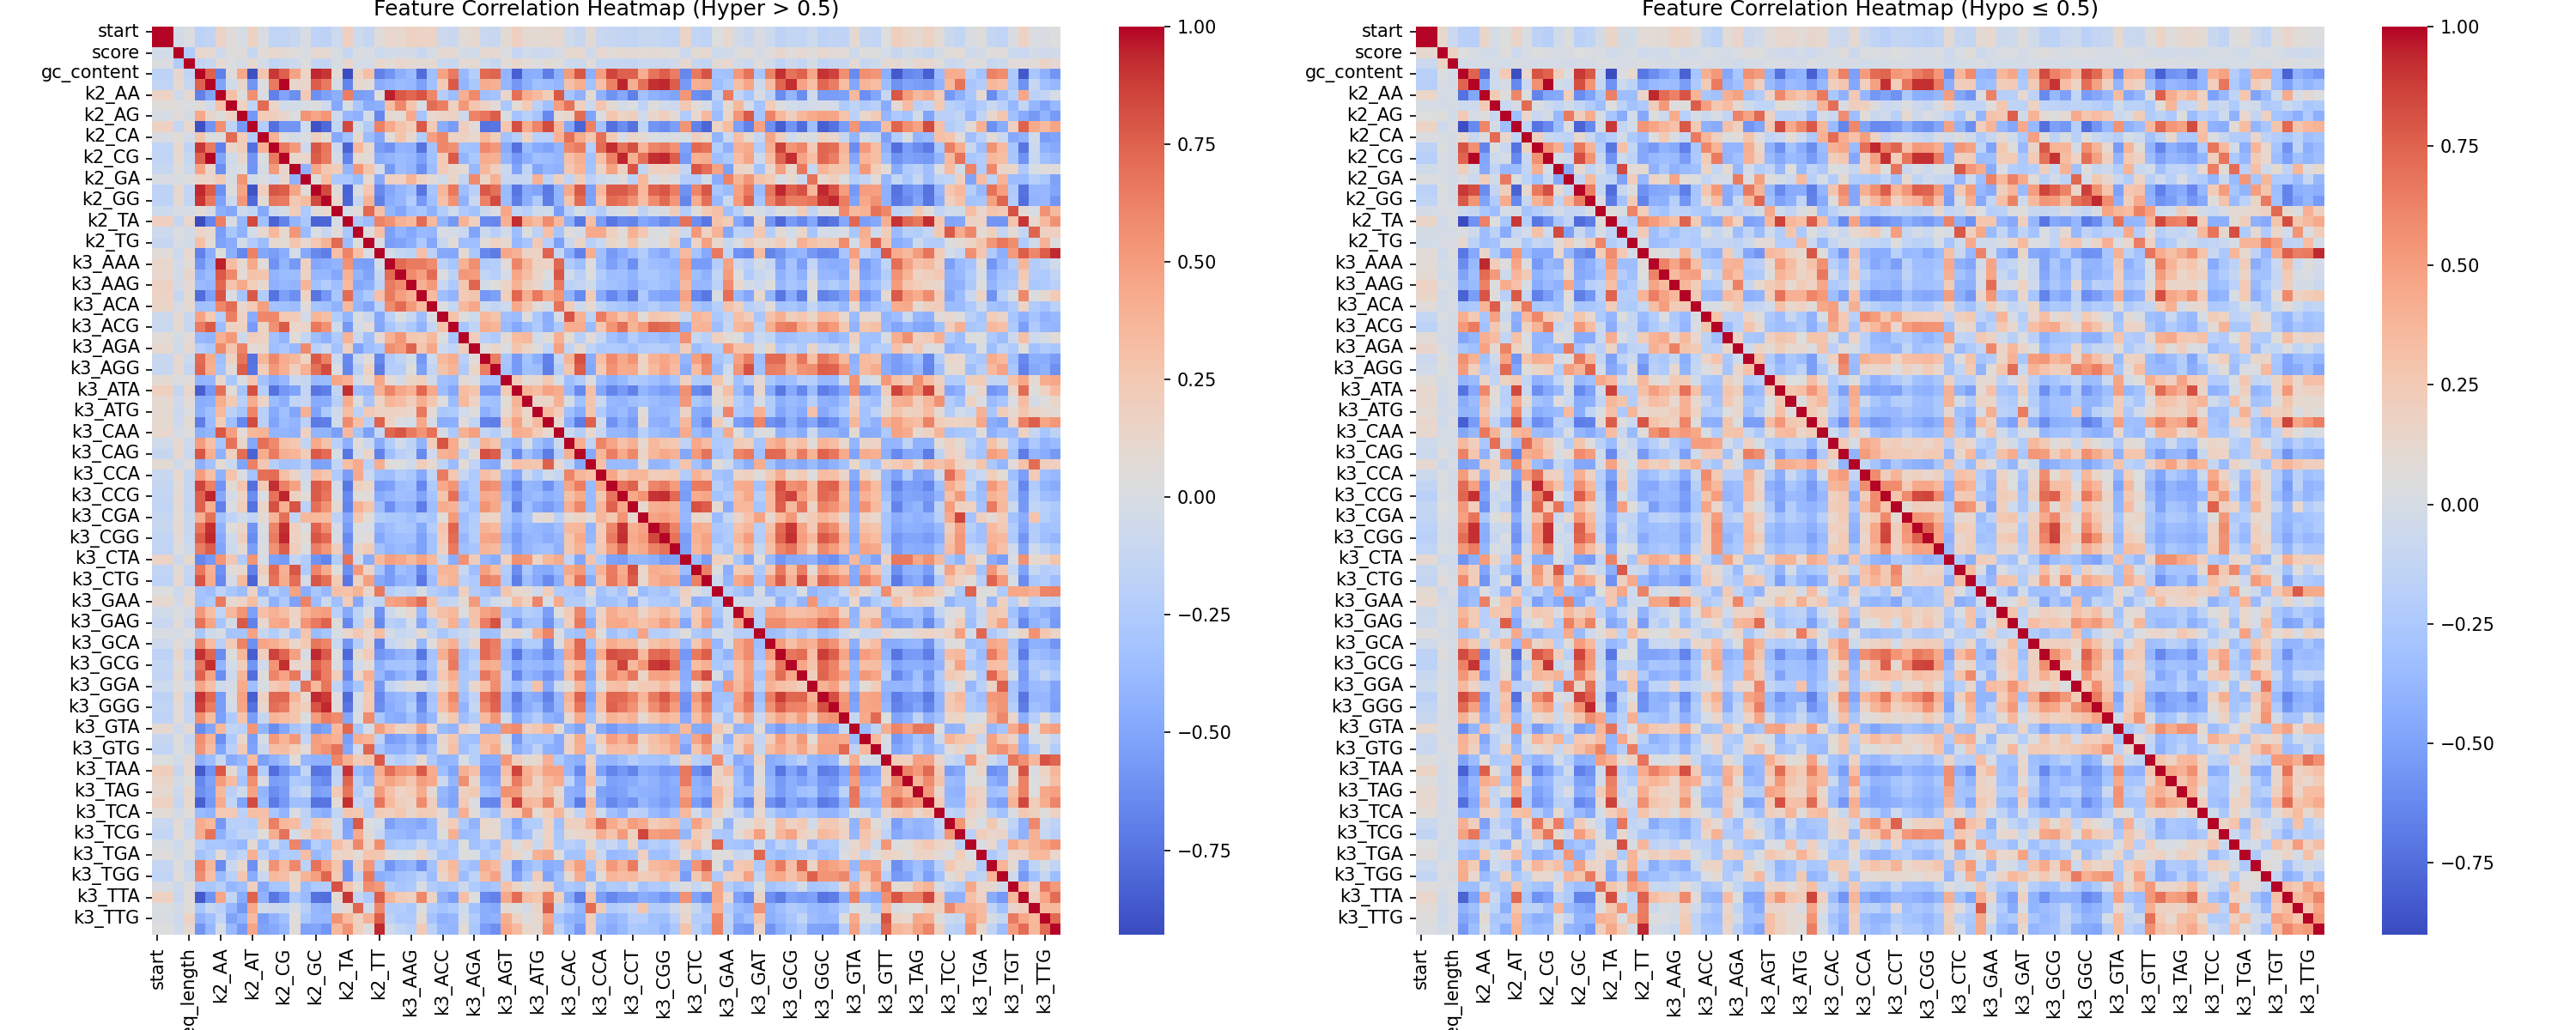 Feature Correlation Heatmap (Hyper > 0.5)
start
score
gc_content
k2_AA
k2_AG
k2_CA
k2_CG
k2_GA
k2_GG
k2_TA
k2_TG
k3_AAA
k3_AAG
k3_ACA
k3_ACG
k3_AGA
k3_AGG
k3_ATA
k3_ATG
k3_CAA
k3_CAG
k3_CCA
k3_CCG
k3_CGA
k3_CGG
k3_CTA
k3_CTG
k3_GAA
k3_GAG
k3_GCA
k3_GCG
k3_GGA
k3_GGG
k3_GTA
k3_GTG
k3_TAA
k3_TAG
k3_TCA
k3_TCG
k3_TGA
k3_TGG
k3_TTA
k3_TTG
start
eq_length
k2_AA
k2_AT
k2_CG
k2_GC
k2_TA
k2_TT
k3_AAG
k3_ACC
k3_AGA
k3_AGT
k3_ATG
k3_CAC
k3_CCA
k3_CCT
k3_CGG
k3_CTC
k3_GAA
k3_GAT
k3_GCG
k3_GGC
k3_GTA
k3_GTT
k3_TAG
k3_TCC
k3_TGA
k3_TGT
k3_TTG
1.00
0.75
0.50
0.25
0.00
−0.25
−0.50
−0.75
Feature Correlation Heatmap (Hypo ≤ 0.5)
start
score
gc_content
k2_AA
k2_AG
k2_CA
k2_CG
k2_GA
k2_GG
k2_TA
k2_TG
k3_AAA
k3_AAG
k3_ACA
k3_ACG
k3_AGA
k3_AGG
k3_ATA
k3_ATG
k3_CAA
k3_CAG
k3_CCA
k3_CCG
k3_CGA
k3_CGG
k3_CTA
k3_CTG
k3_GAA
k3_GAG
k3_GCA
k3_GCG
k3_GGA
k3_GGG
k3_GTA
k3_GTG
k3_TAA
k3_TAG
k3_TCA
k3_TCG
k3_TGA
k3_TGG
k3_TTA
k3_TTG
start
eq_length
k2_AA
k2_AT
k2_CG
k2_GC
k2_TA
k2_TT
k3_AAG
k3_ACC
k3_AGA
k3_AGT
k3_ATG
k3_CAC
k3_CCA
k3_CCT
k3_CGG
k3_CTC
k3_GAA
k3_GAT
k3_GCG
k3_GGC
k3_GTA
k3_GTT
k3_TAG
k3_TCC
k3_TGA
k3_TGT
k3_TTG
1.00
0.75
0.50
0.25
0.00
−0.25
−0.50
−0.75